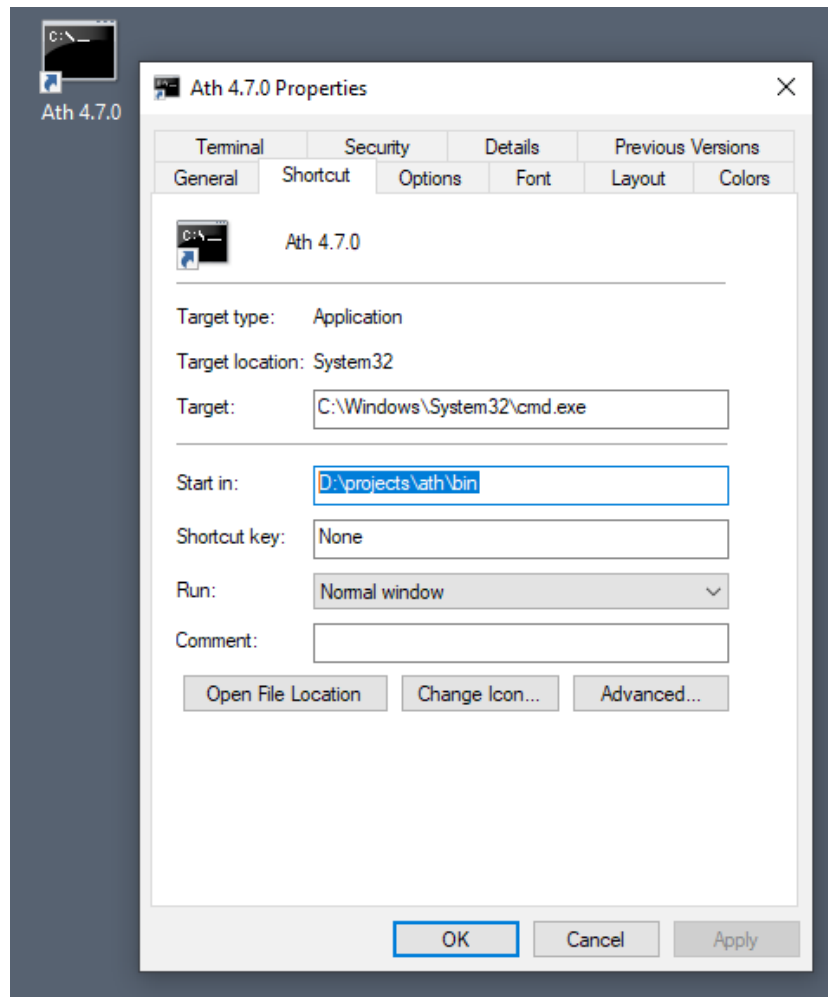 C:\_
Ath 4.7.0
Ath 4.7.0 Properties
Terminal Security Details Previous Versions
General Shortcut Options Font Layout Colors
C:\_
Ath 4.7.0
Target type: Application
Target location: System32
Target: C:\Windows\System32\cmd.exe
Start in: D:\projects\ath\bin
Shortcut key: None
Run: Normal window
Comment:
Open File Location Change Icon... Advanced...
OK Cancel Apply